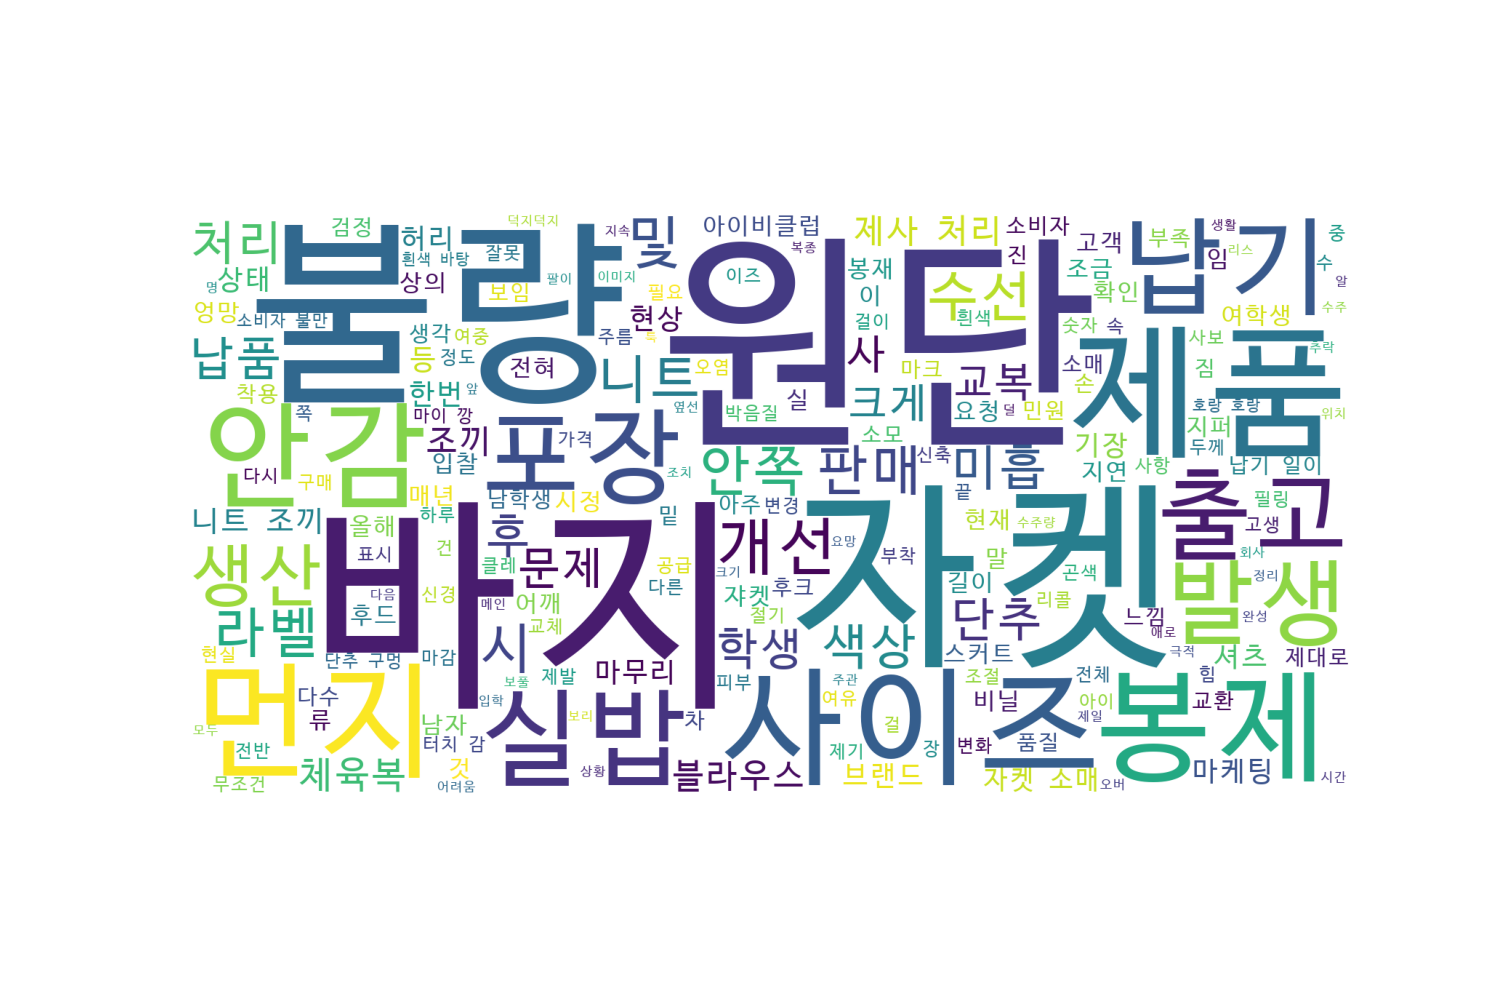 덕지덕지
지속
및
아이비클럽
복종
제사 처리
소비자
고객
부족
생활
중
처리
검정
허리
잘못
불량
원단
납기
임
리스
수
흰색 바탕
상태
상의
팔이
이미지
이즈
봉재
진
조금
수선
확인
알
명
보임
필요
이
엉망
소비자 불만
현상
걸이
흰색
숫자
속
여학생
수주
생각
여중
주름
툭
사
사보
추락
납품
등
정도
전혀
니트
오염
마크
소매
짐
제품
착용
한번
앞
실
크게
교복
손
쪽
마이 깡
옆선
박음질
요청
덜
민원
호랑 호랑
위치
안감
조끼
포장
가격
소모
기장
지퍼
두께
다시
구매
입찰
조치
안쪽
판매
신축
미흡
지연
사항
납기 일이
매년
남학생
시정
끝
필링
니트 조끼
올해
하루
후
밑
아주
변경
현재
수주량
출고
고생
바지
자켓
표시
건
문제
개선
요망
부착
말
회사
생산
클레
공급
크기
곤색
정리
발생
다음
신경
메인
어깨
다른
쟈켓
후크
길이
리콜
라벨
후드
교체
절기
단추
느낌
완성
애로
현실
단추 구멍
마감
시
학생
색상
스커트
극적
셔츠
제대로
먼지
보풀
제발
마무리
피부
주관
조절
전체
힘
다수
입학
실밥
사이즈
여유
비닐
아이
교환
봉제
모두
류
남자
보리
차
걸
제일
전반
터치 감
제기
장
변화
품질
체육복
것
상황
블라우스
브랜드
자켓 소매
마케팅
무조건
어려움
오버
시간